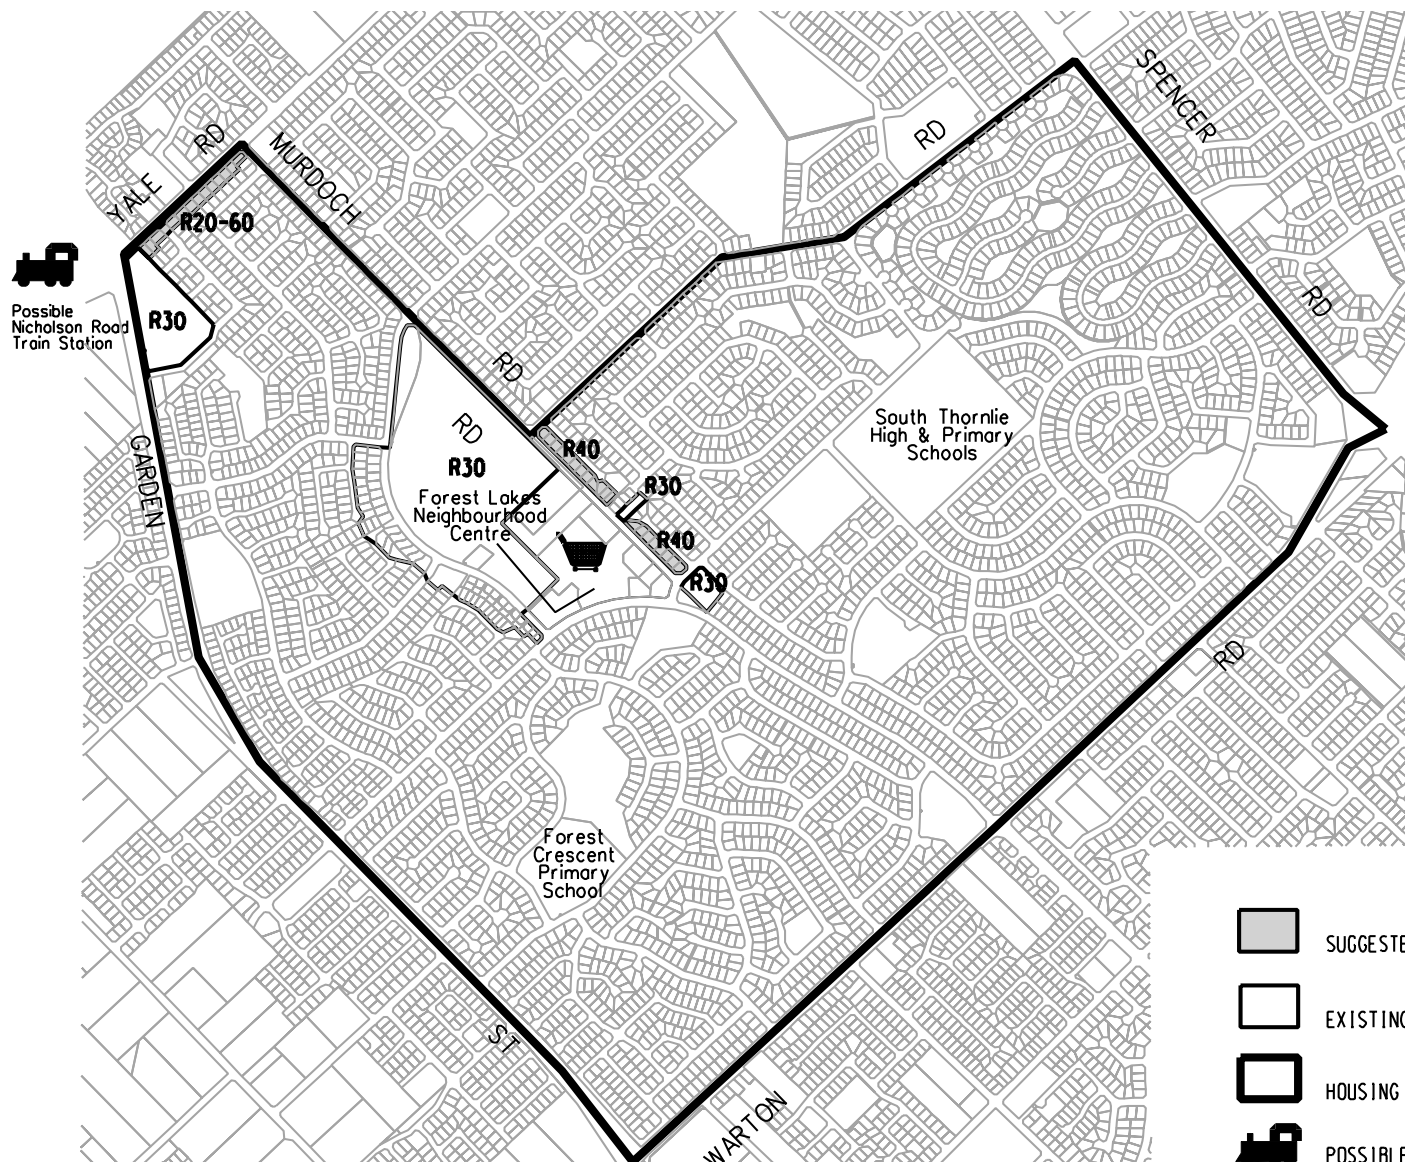 SPENCER
RD
RD
YALE
RD
MURDOCH
R20-60
Possible
Nicholson Road
Train Station
R30
RD
RD
R30
GARDEN
R40
R30
R40
R30
Forest Lakes
Neighbourhood
Centre
South Thornlie
High & Primary
Schools
RD
Forest
Crescent
Primary
School
ST
WARTON
SUGGESTE
EXISTING
HOUSING
POSSIBLE